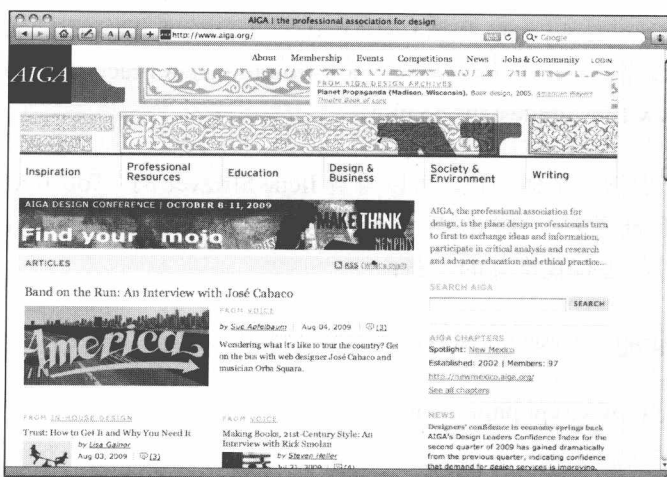 AIGA | the professional association for design
A A + http://www.aiga.org/ Google
About Membership Events Competitions News Jobs & Community LOGIN
AIGA
FROM AIGA DESIGN ARCHIVES
Planet Propaganda (Madison, Wisconsin), Book design, 2005. American Players
Theatre Book of Lore
Inspiration
Professional
Resources
Education
Design &
Business
Society &
Environment
Writing
AIGA DESIGN CONFERENCE | OCTOBER 8-11, 2009
Find your mojo
MAKE THINK
MEMPHIS
ARTICLES
RSS
Band on the Run: An Interview with José Cabaco
America
FROM VOICE
by Sue Apfelbaum | Aug 04, 2009 | (3)
Wondering what it's like to tour the country? Get
on the bus with web designer José Cabaco and
musician Orba Squara.
FROM IN-HOUSE DESIGN
Trust: How to Get It and Why You Need It
by Lisa Gainor
Aug 03, 2009 | (3)
FROM VOICE
Making Books, 21st-Century Style: An
Interview with Rick Smolan
by Steven Heller
Jul 31, 2009
AIGA, the professional association for
design, is the place design professionals turn
to first to exchange ideas and information,
participate in critical analysis and research
and advance education and ethical practice...
SEARCH AIGA
SEARCH
AIGA CHAPTERS
Spotlight: New Mexico
Established: 2002 | Members: 97
http://newmexico.aiga.org/
See all chapters
NEWS
Designers' confidence in economy springs back
AIGA's Design Leaders Confidence Index for the
second quarter of 2009 has gained dramatically
from the previous quarter, indicating confidence
that demand for design services is improving.